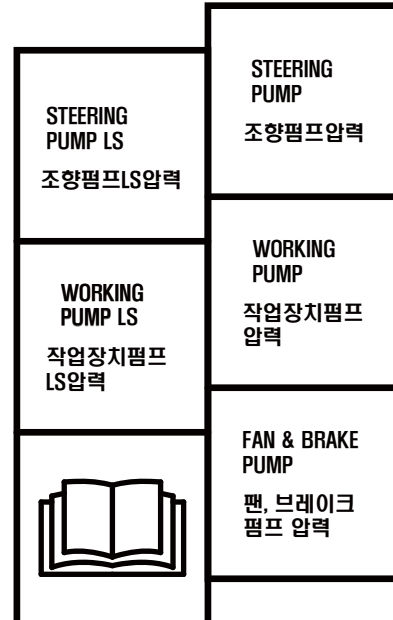 STEERING
PUMP LS
조향펌프LS압력
WORKING
PUMP LS
작업장치펌프
LS압력
STEERING
PUMP
조향펌프압력
WORKING
PUMP
작업장치펌프
압력
FAN & BRAKE
PUMP
팬, 브레이크
펌프 압력